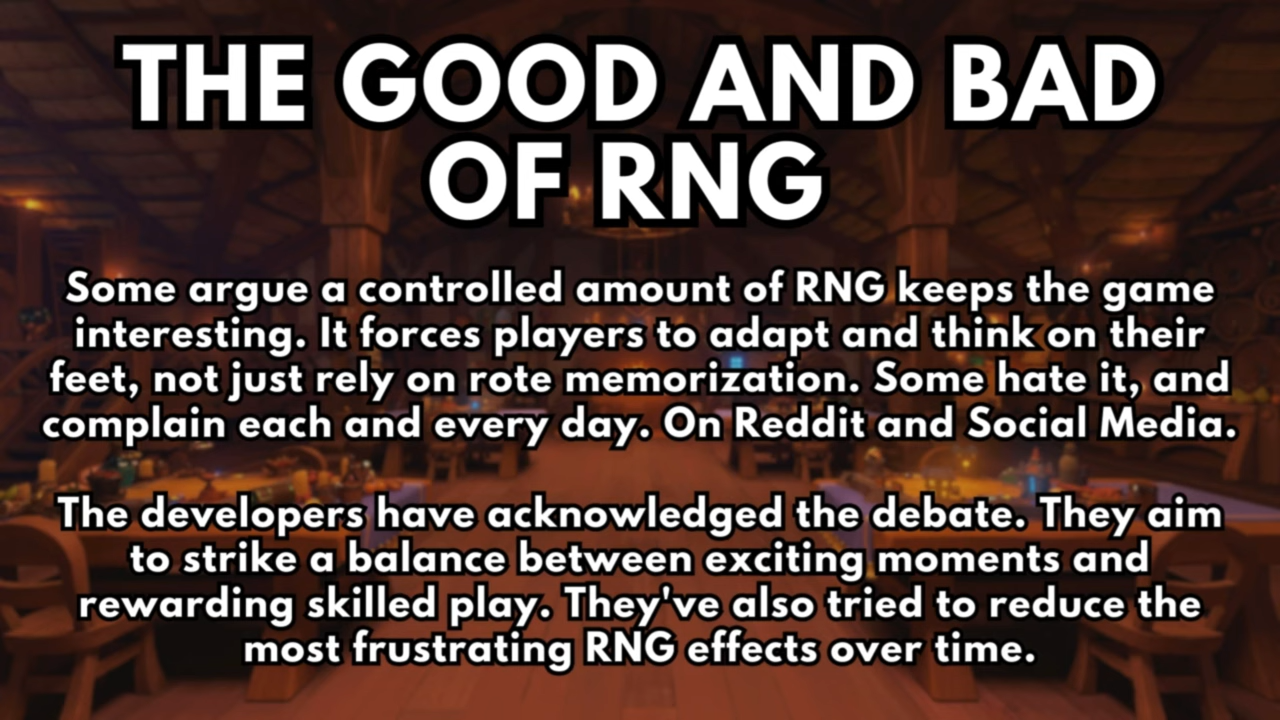 THE GOOD AND BAD
OF RNG
Some argue a controlled amount of RNG keeps the game
interesting. It forces players to adapt and think on their
feet, not just rely on rote memorization. Some hate it, and
complain each and every day. On Reddit and Social Media.
The developers have acknowledged the debate. They aim
to strike a balance between exciting moments and
rewarding skilled play. They've also tried to reduce the
most frustrating RNG effects over time.